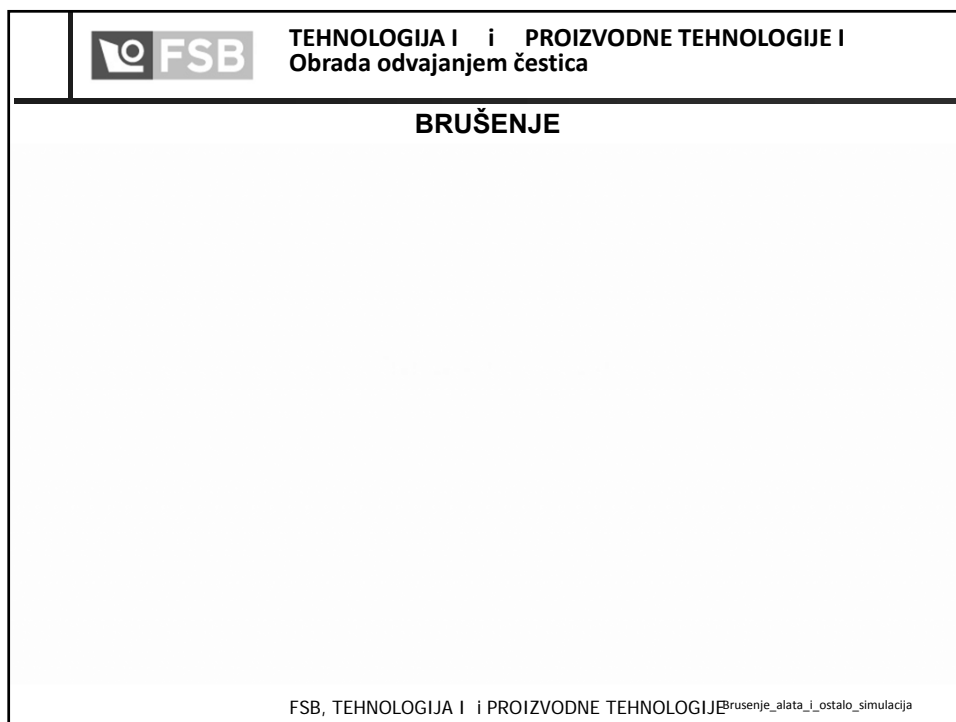 FSB
TEHNOLOGIJA I i PROIZVODNE TEHNOLOGIJE I
Obrada odvajanjem čestica
BRUŠENJE
FSB, TEHNOLOGIJA I i PROIZVODNE TEHNOLOGIJE
Brusenje_alata_i_ostalo_simulacija